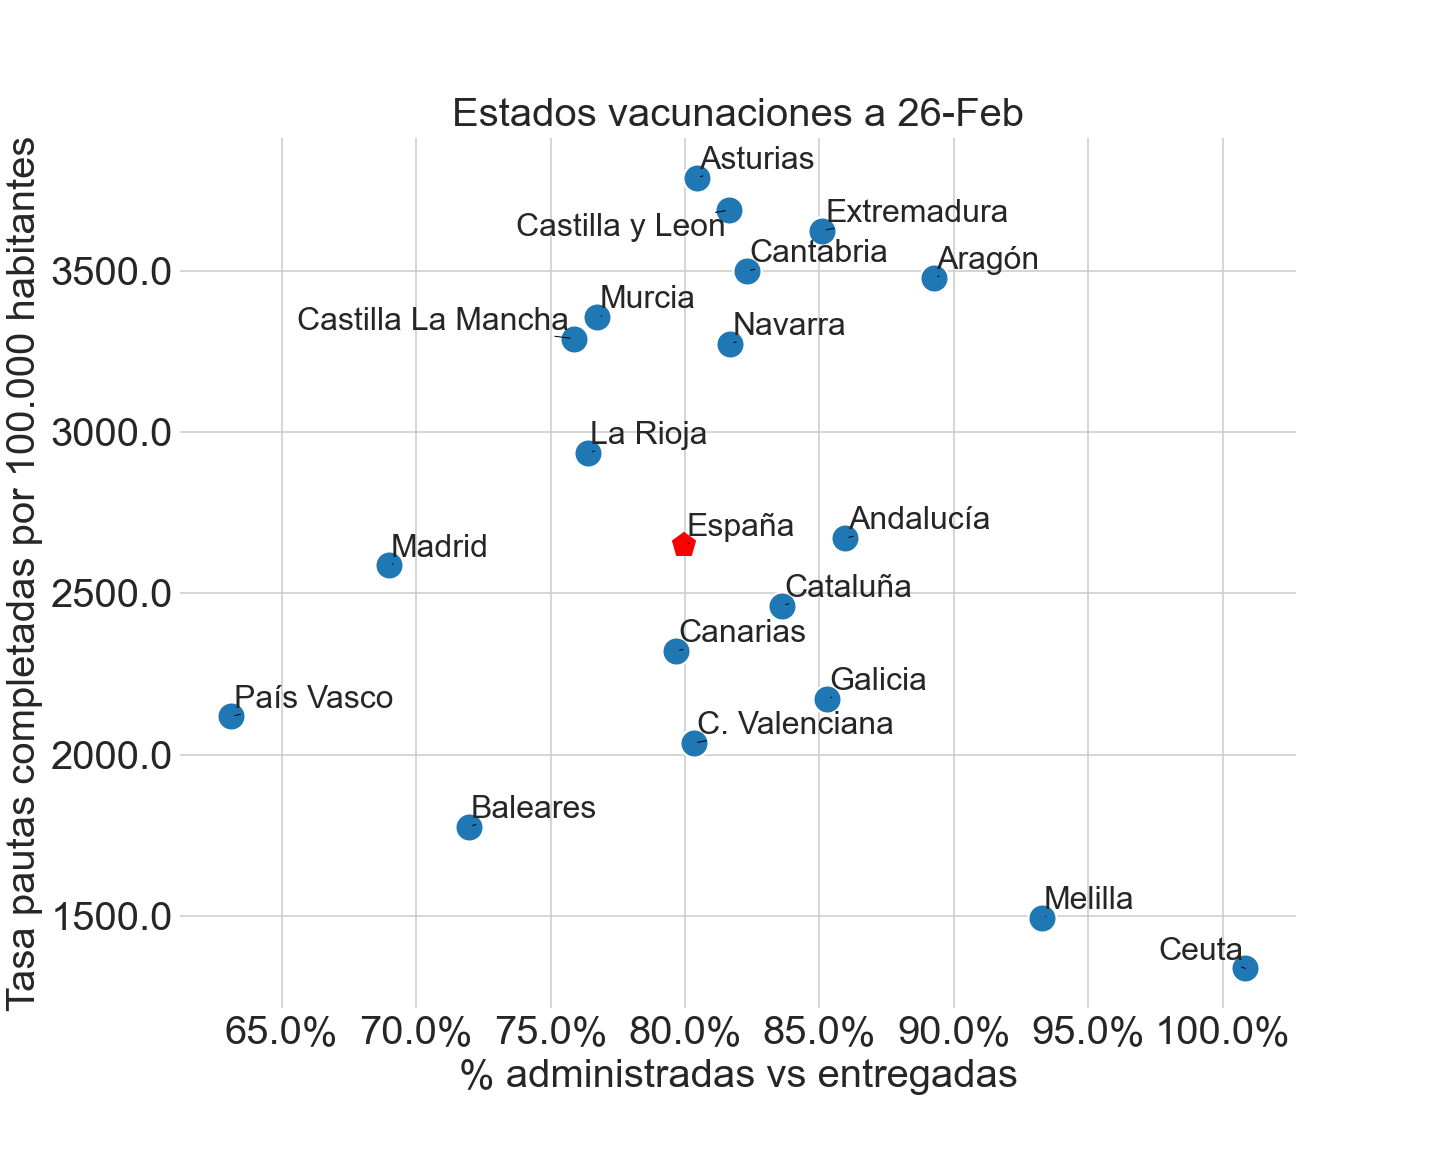 Estados vacunaciones a 26-Feb
Tasa pautas completadas por 100.000 habitantes
Asturias
Castilla y Leon
Extremadura
Cantabria
Aragón
3500.0
Murcia
Castilla La Mancha
Navarra
3000.0
La Rioja
España
Andalucía
Madrid
2500.0
Cataluña
Canarias
Galicia
País Vasco
C. Valenciana
2000.0
Baleares
Melilla
1500.0
Ceuta
65.0% 70.0% 75.0% 80.0% 85.0% 90.0% 95.0% 100.0%
% administradas vs entregadas